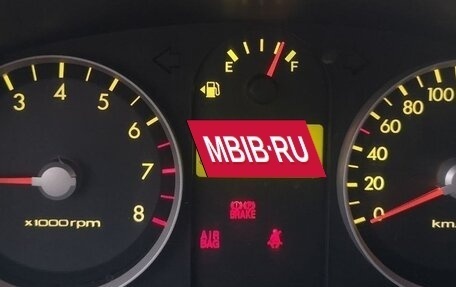 3 4 5 6 7 8
x1000rpm
E F
MBIB·RU
BRAKE
AIR BAG
0 20 40 60 80 100
km